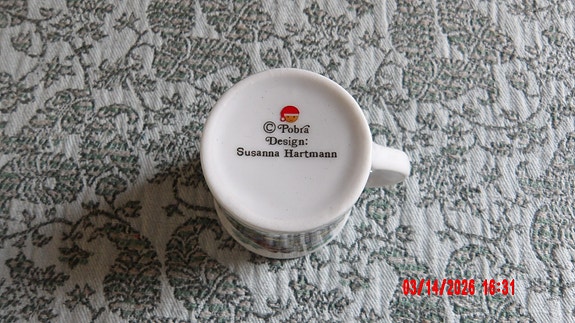 © Pobra
Design:
Susanna Hartmann
03/14/2026 16:31